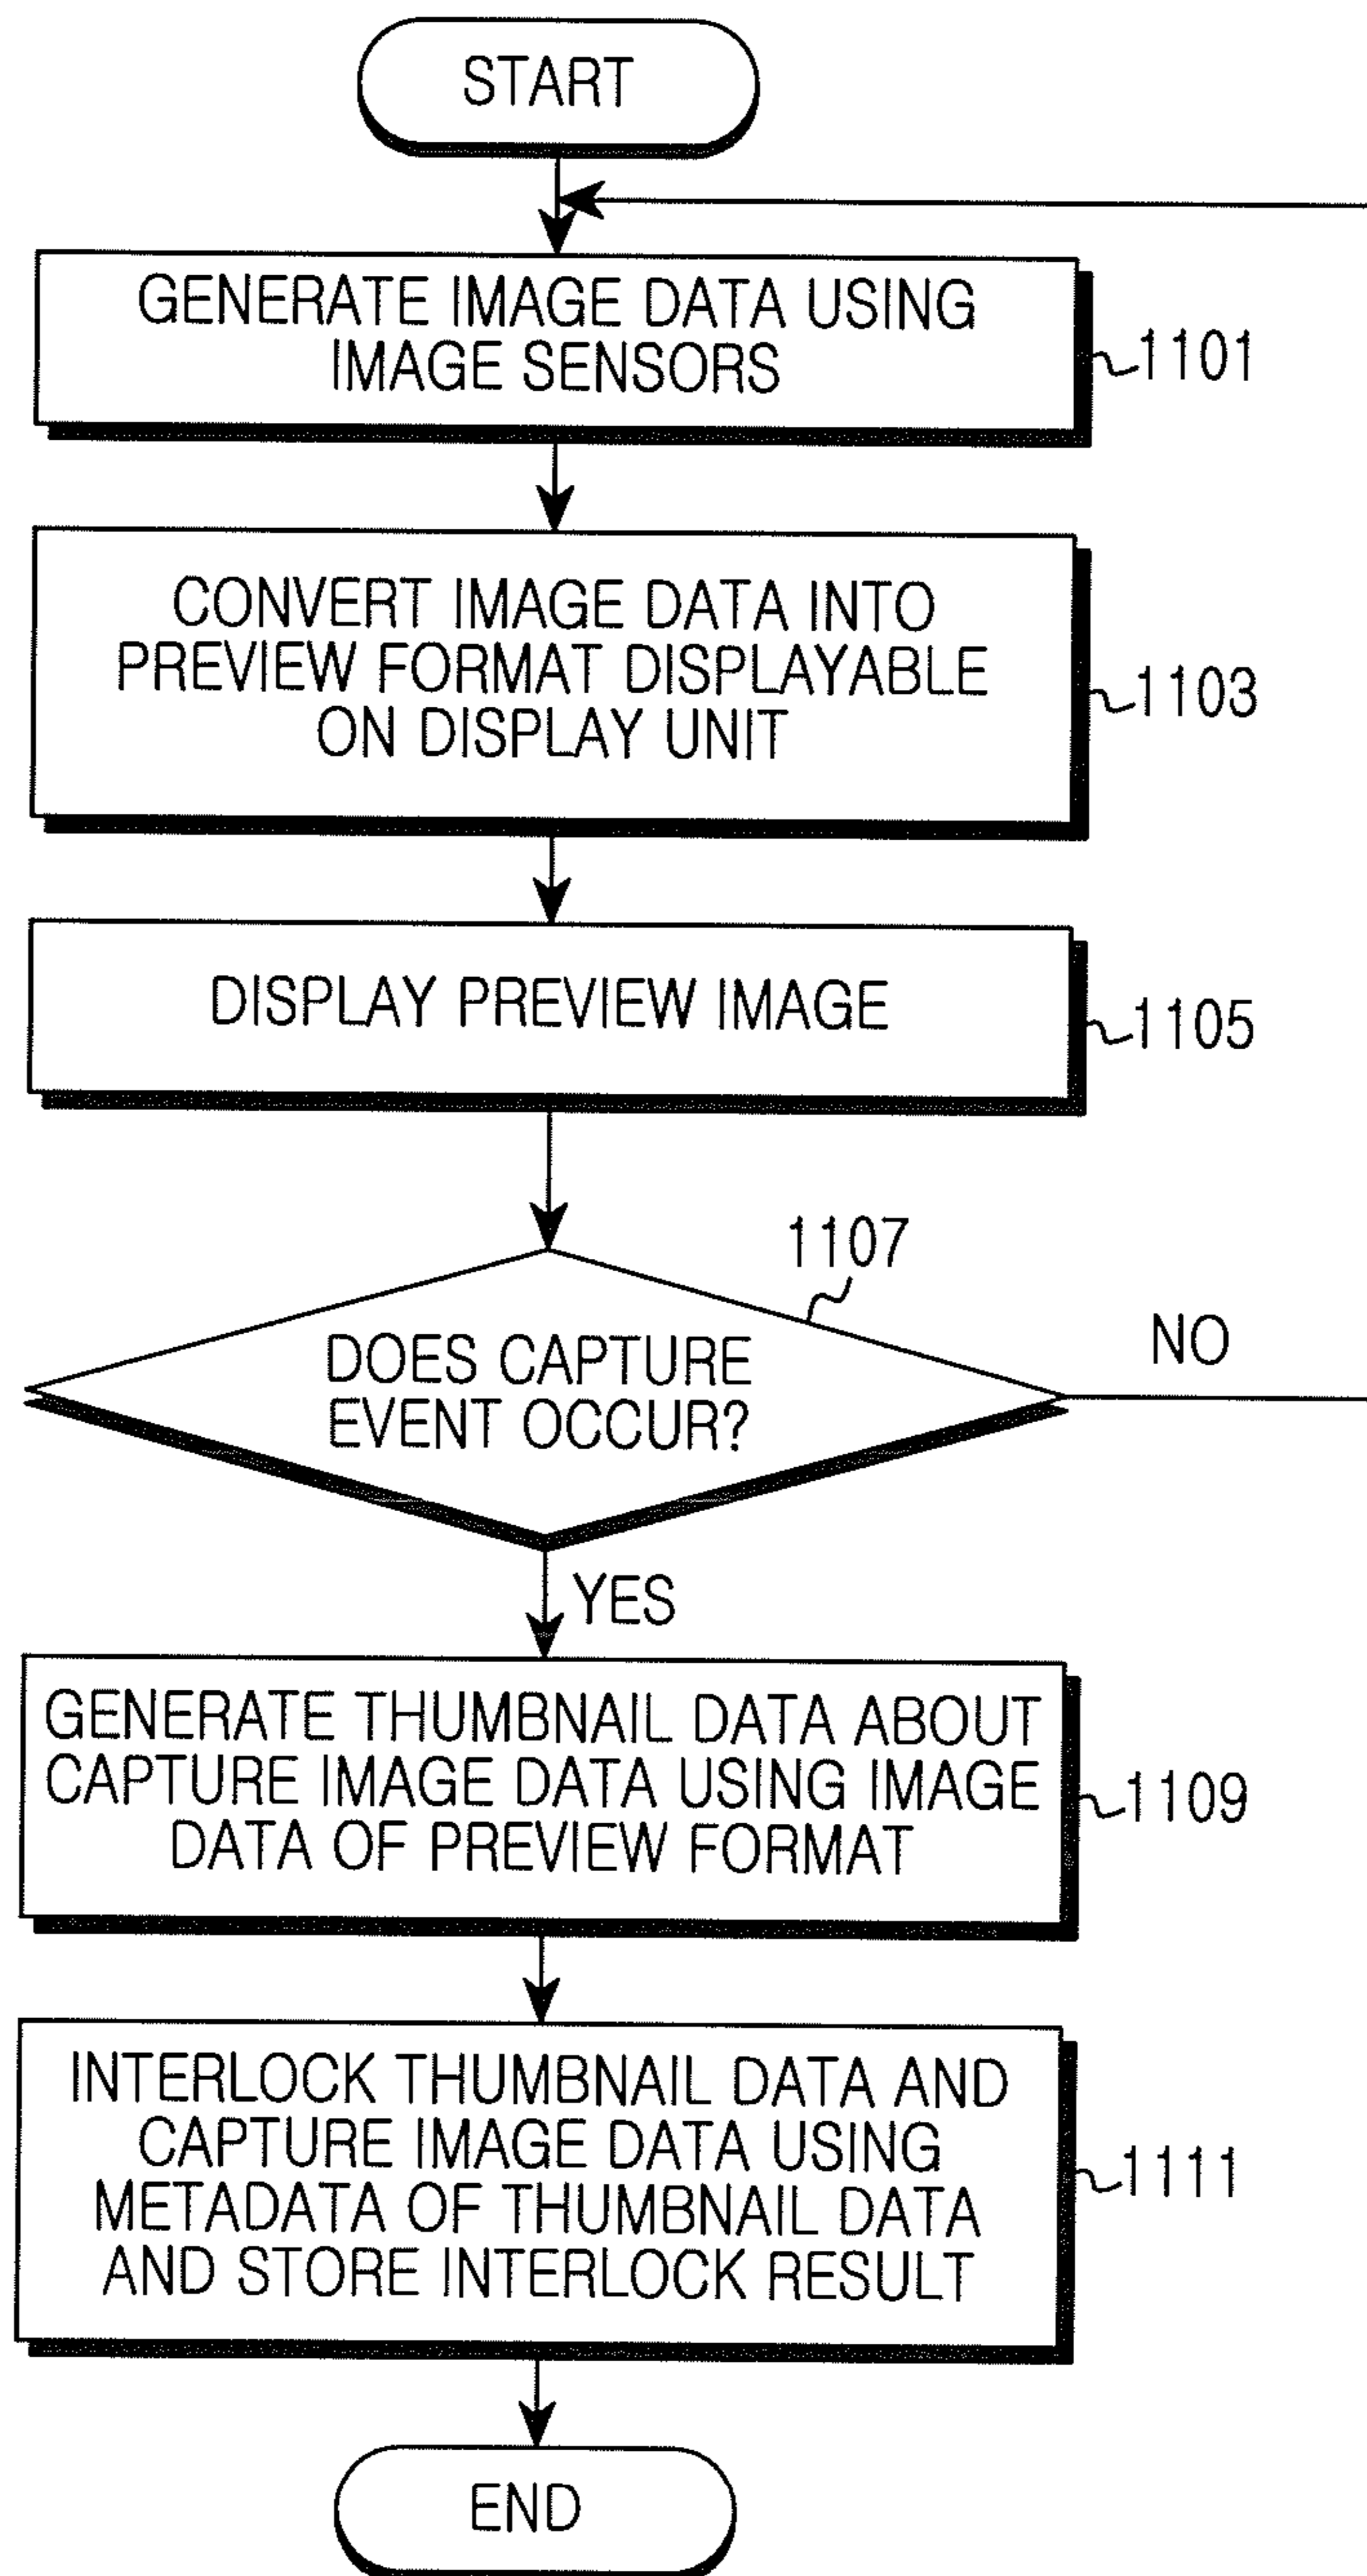 START
GENERATE IMAGE DATA USING
IMAGE SENSORS
1101
CONVERT IMAGE DATA INTO
PREVIEW FORMAT DISPLAYABLE
ON DISPLAY UNIT
1103
DISPLAY PREVIEW IMAGE
1105
1107
DOES CAPTURE
EVENT OCCUR?
NO
YES
GENERATE THUMBNAIL DATA ABOUT
CAPTURE IMAGE DATA USING IMAGE
DATA OF PREVIEW FORMAT
1109
INTERLOCK THUMBNAIL DATA AND
CAPTURE IMAGE DATA USING
METADATA OF THUMBNAIL DATA
AND STORE INTERLOCK RESULT
1111
END